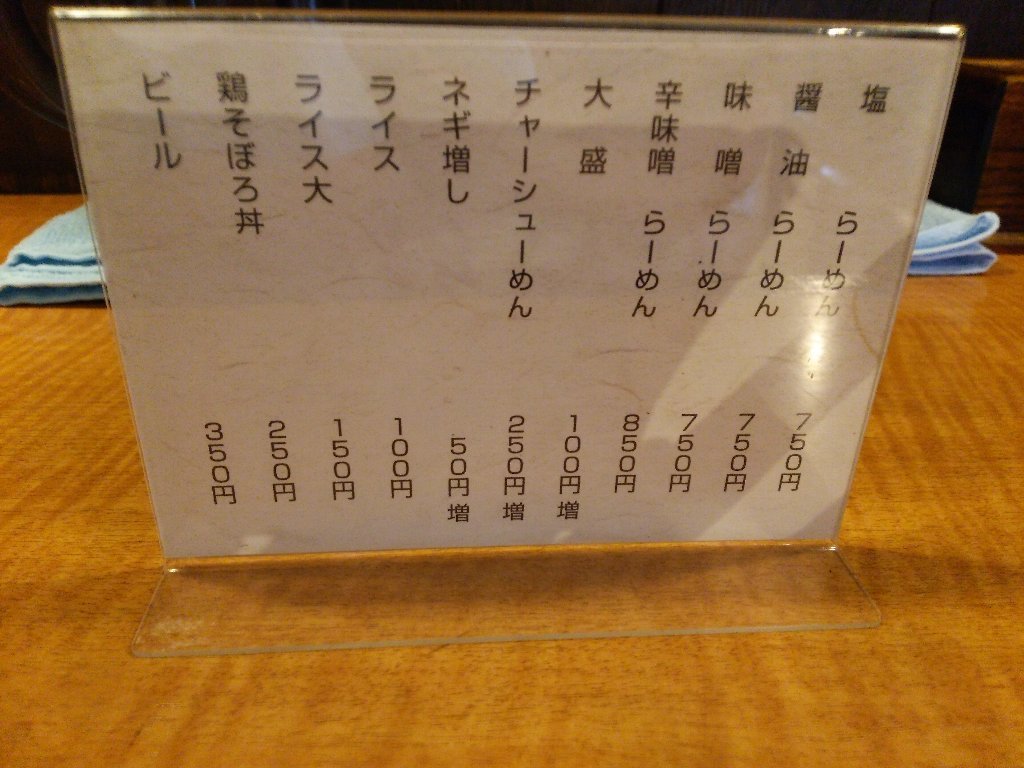 塩らーめん 750円
醤油らーめん 750円
味噌らーめん 750円
辛味噌らーめん 850円
大盛 100円増
チャーシューめん 250円増
ネギ増し 50円増
ライス 100円
ライス大 150円
鶏そぼろ丼 250円
ビール 350円